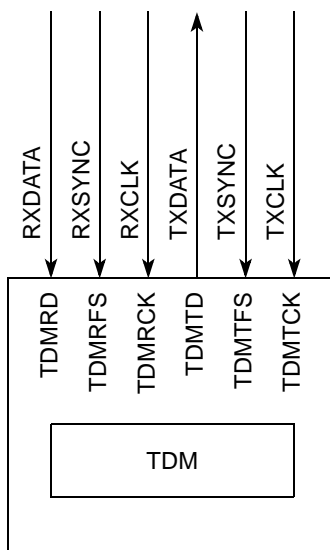 RXDATA
RXSYNC
RXCLK
TXDATA
TXSYNC
TXCLK
TDMRD
TDMRFS
TDMRCK
TDMTD
TDMTFS
TDMTCK
TDM